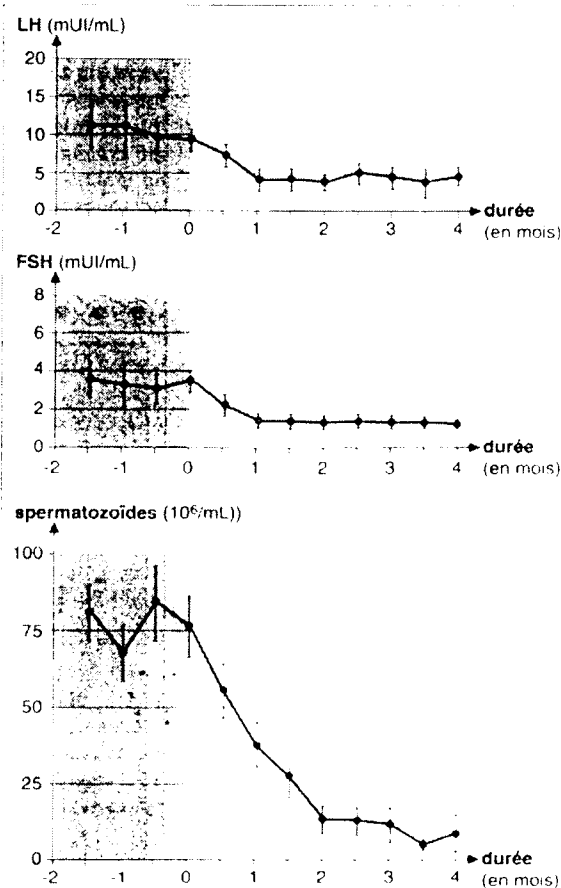 LH (mUI/mL)
20
15
10
5
0
-2 -1 0 1 2 3 4
durée
(en mois)
FSH (mUI/mL)
8
6
4
2
0
-2 -1 0 1 2 3 4
durée
(en mois)
spermatozoïdes (10⁶/mL))
100
75
50
25
0
-2 -1 0 1 2 3 4
durée
(en mois)